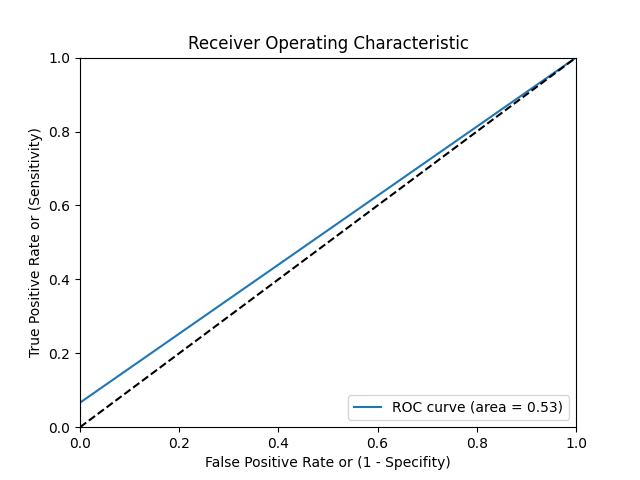 Receiver Operating Characteristic
True Positive Rate or (Sensitivity)
1.0
0.8
0.6
0.4
0.2
0.0
ROC curve (area = 0.53)
0.0 0.2 0.4 0.6 0.8 1.0
False Positive Rate or (1 - Specifity)